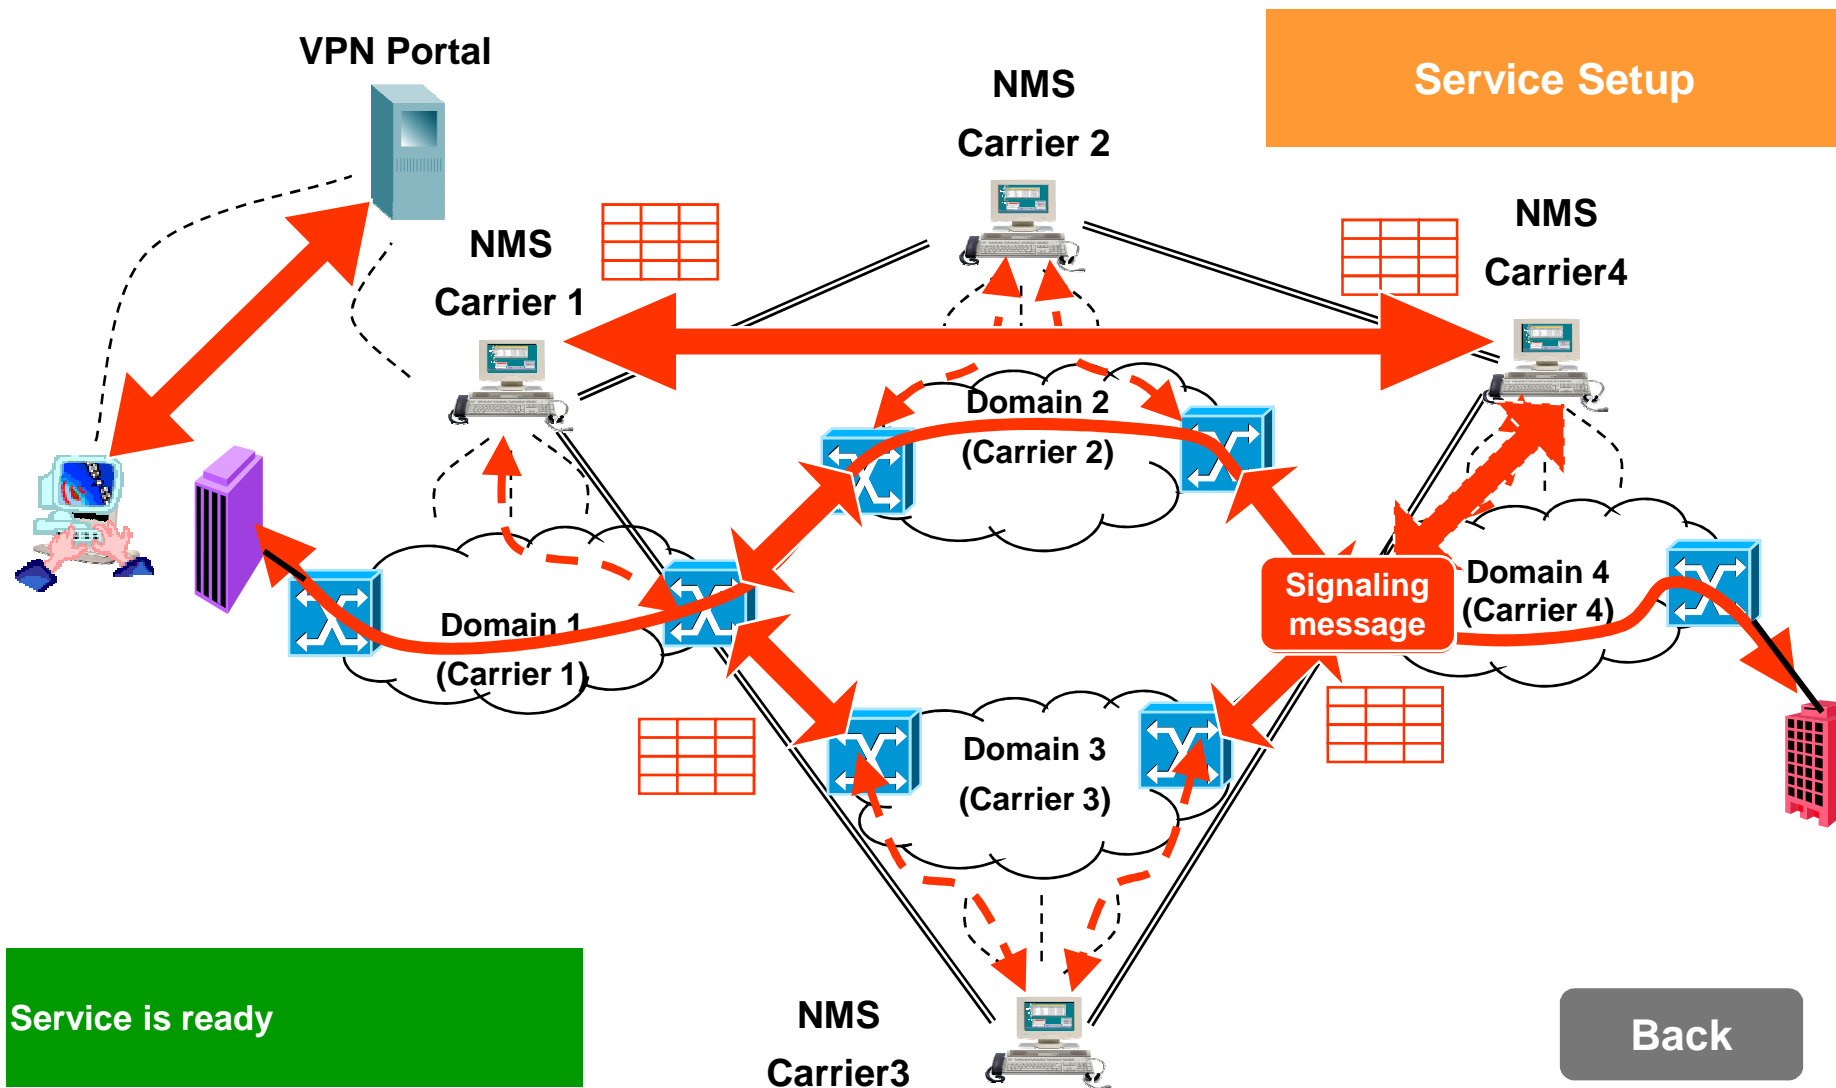 VPN Portal
NMS
Carrier 2
Service Setup
NMS
Carrier 1
NMS
Carrier4
Domain 2
(Carrier 2)
Domain 1
(Carrier 1)
Signaling
message
Domain 4
(Carrier 4)
Domain 3
(Carrier 3)
Service is ready
NMS
Carrier3
Back